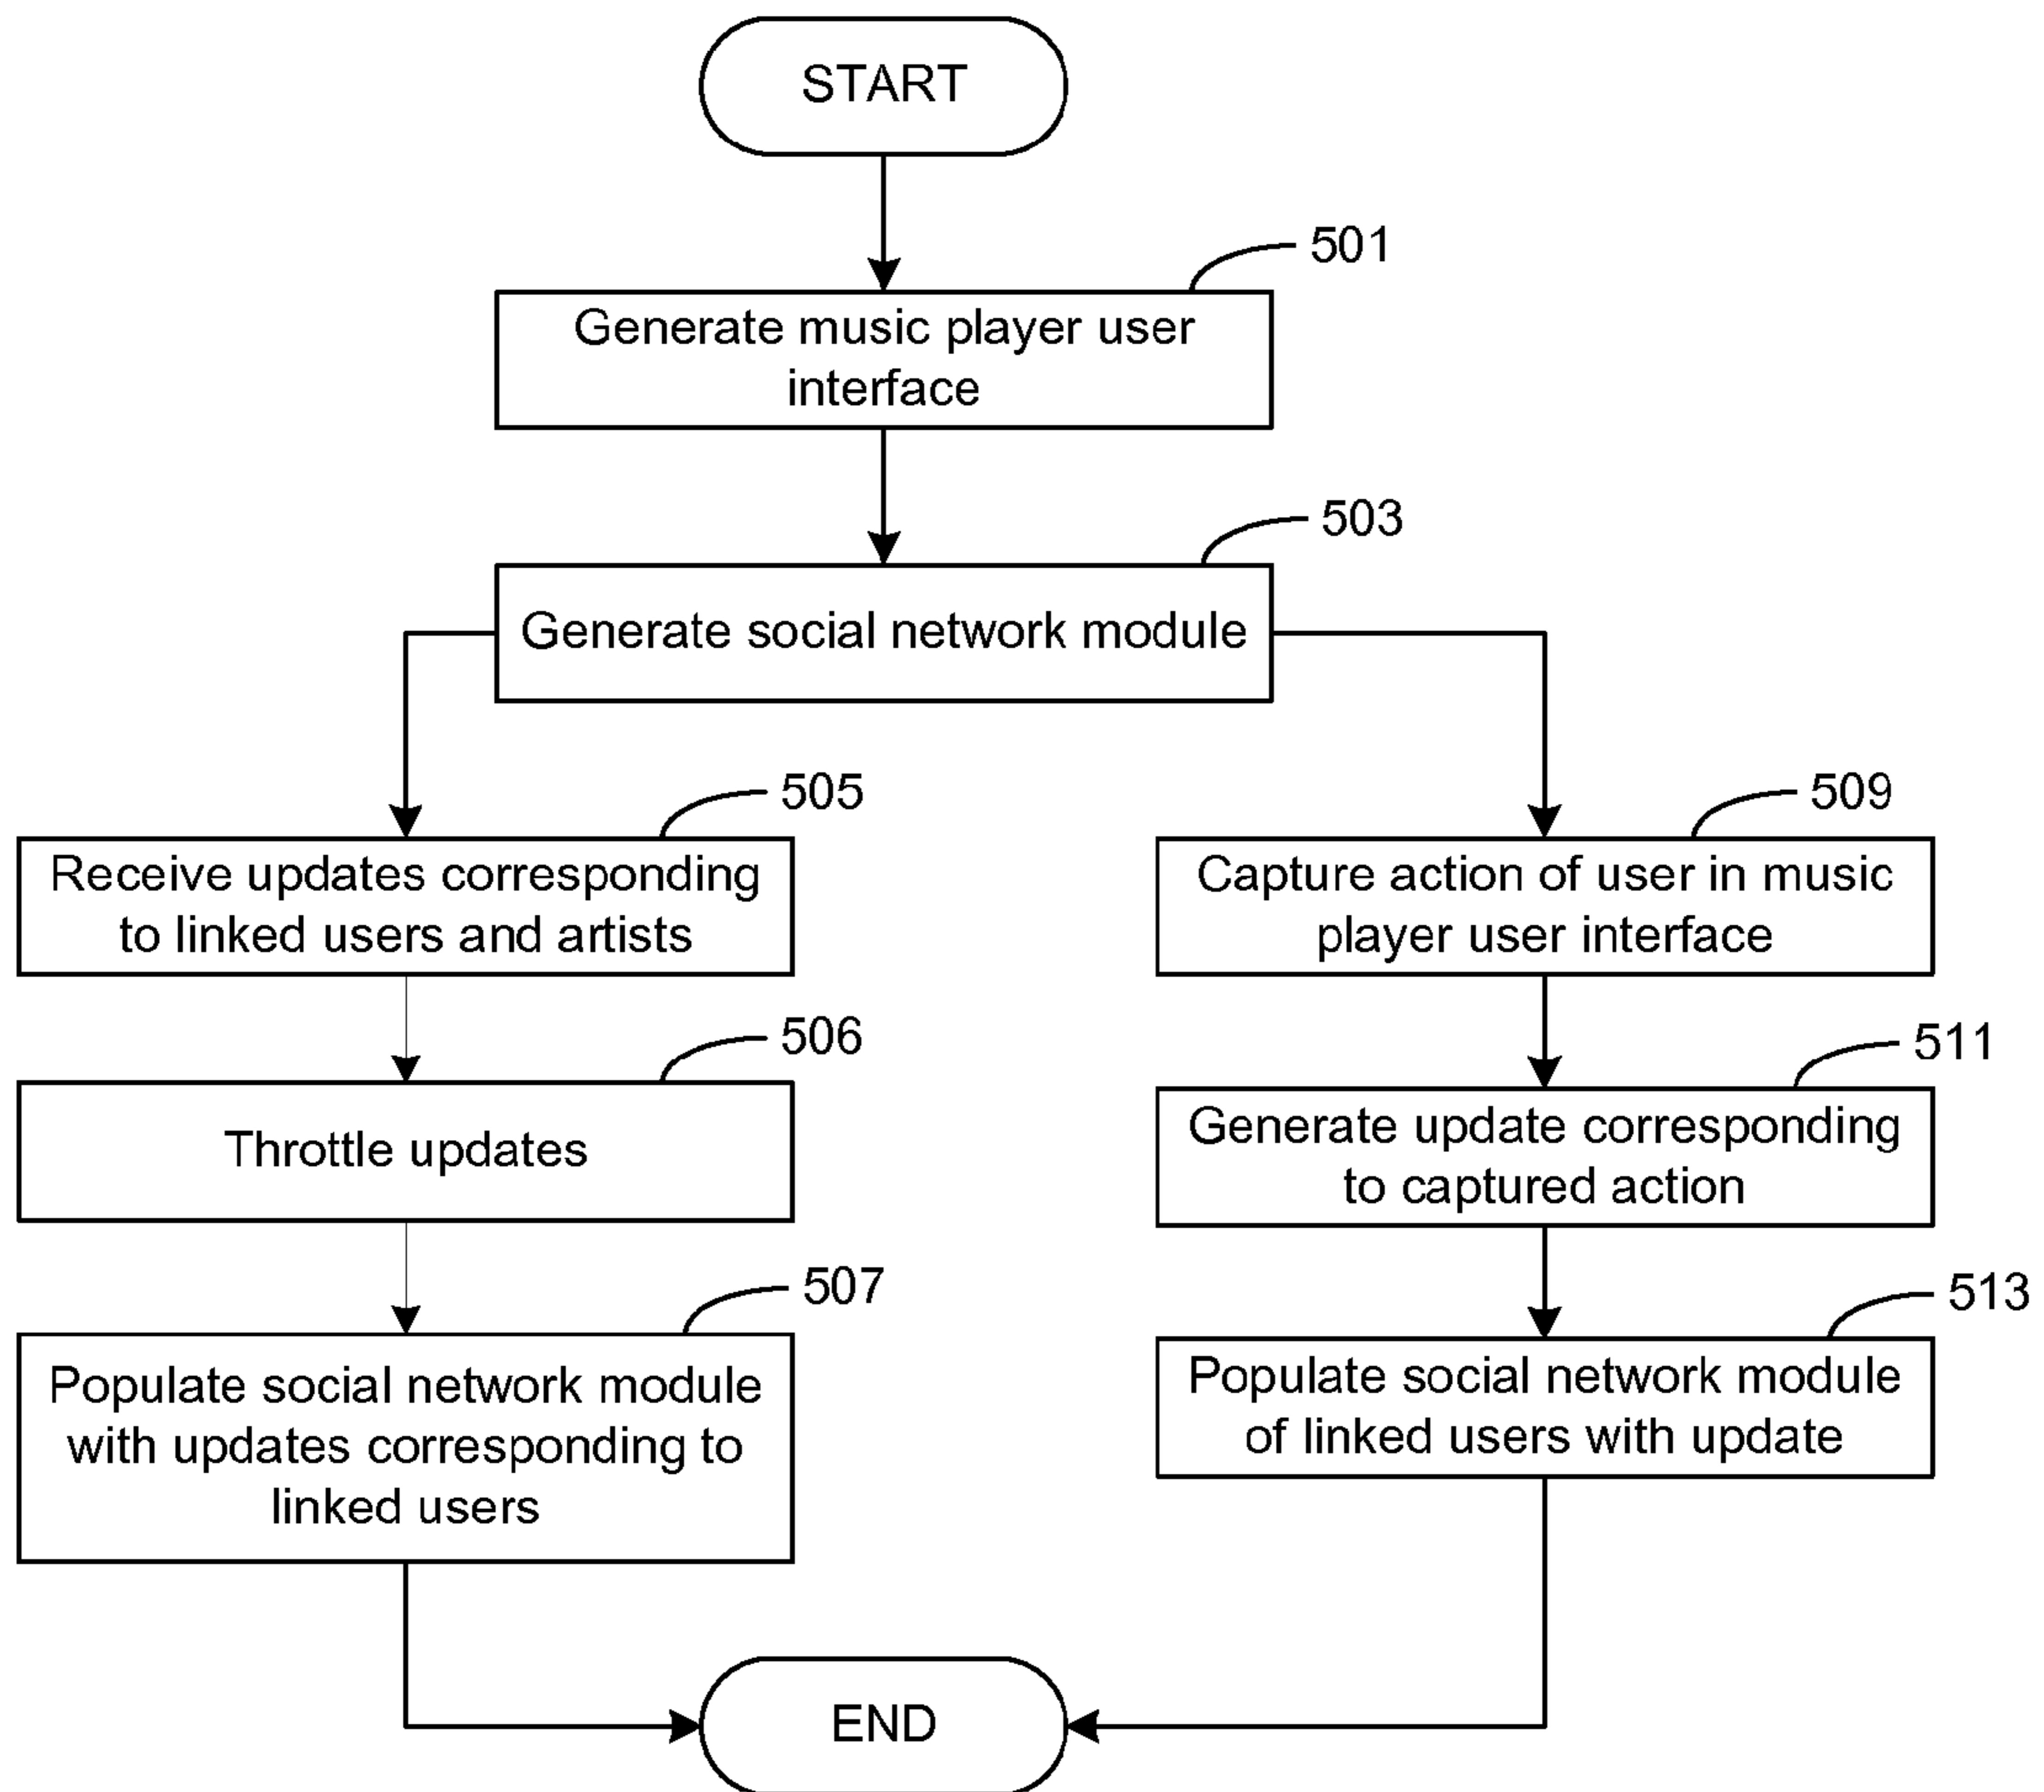 START
501
Generate music player user
interface
503
Generate social network module
505
Receive updates corresponding
to linked users and artists
506
Throttle updates
507
Populate social network module
with updates corresponding to
linked users
509
Capture action of user in music
player user interface
511
Generate update corresponding
to captured action
513
Populate social network module
of linked users with update
END